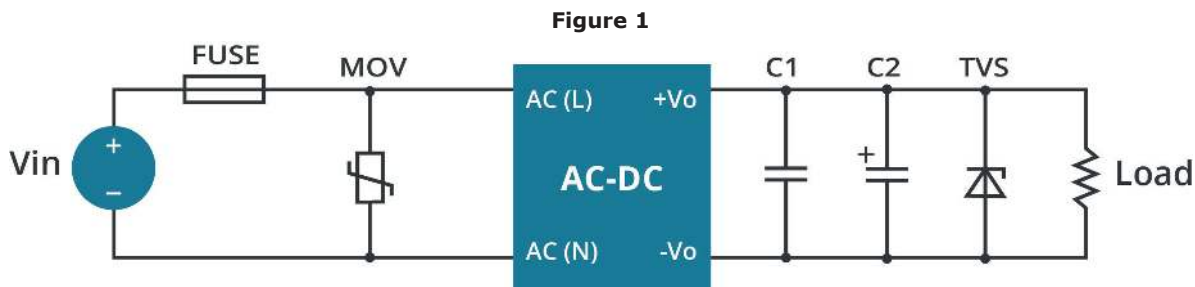 Figure 1
FUSE
MOV
C1
C2
TVS
AC (L)
+Vo
+
+
Vin
AC-DC
Load
−
AC (N)
-Vo